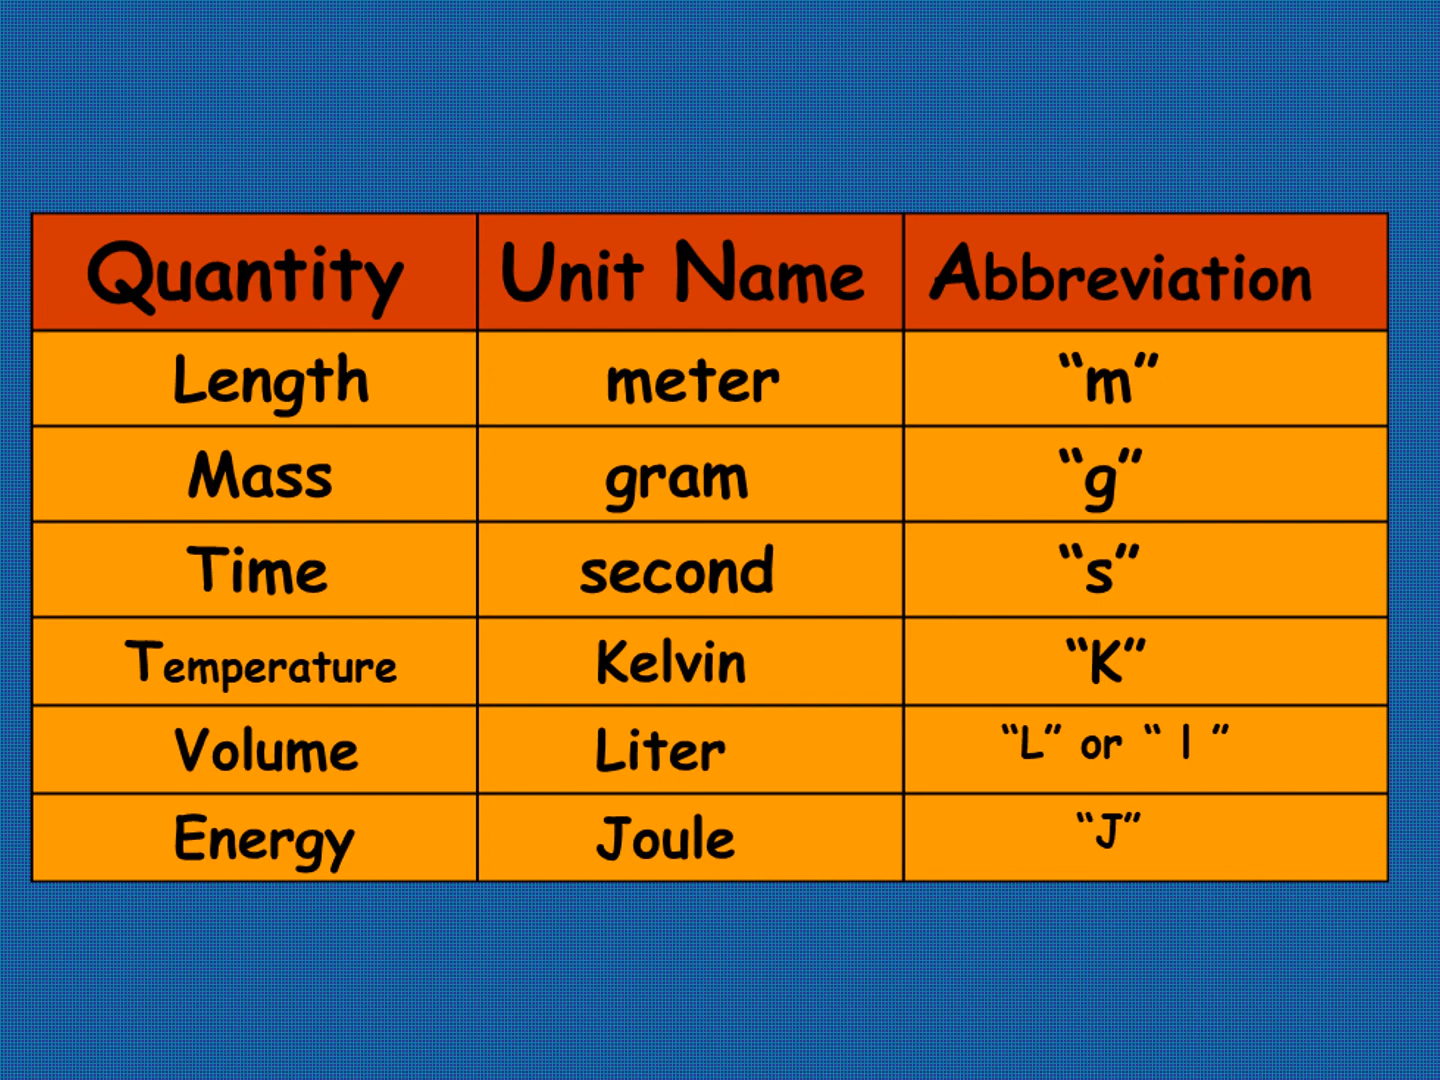 Quantity Unit Name Abbreviation
Length meter “m”
Mass gram “g”
Time second “s”
Temperature Kelvin “K”
Volume Liter “L” or “ l ”
Energy Joule “J”